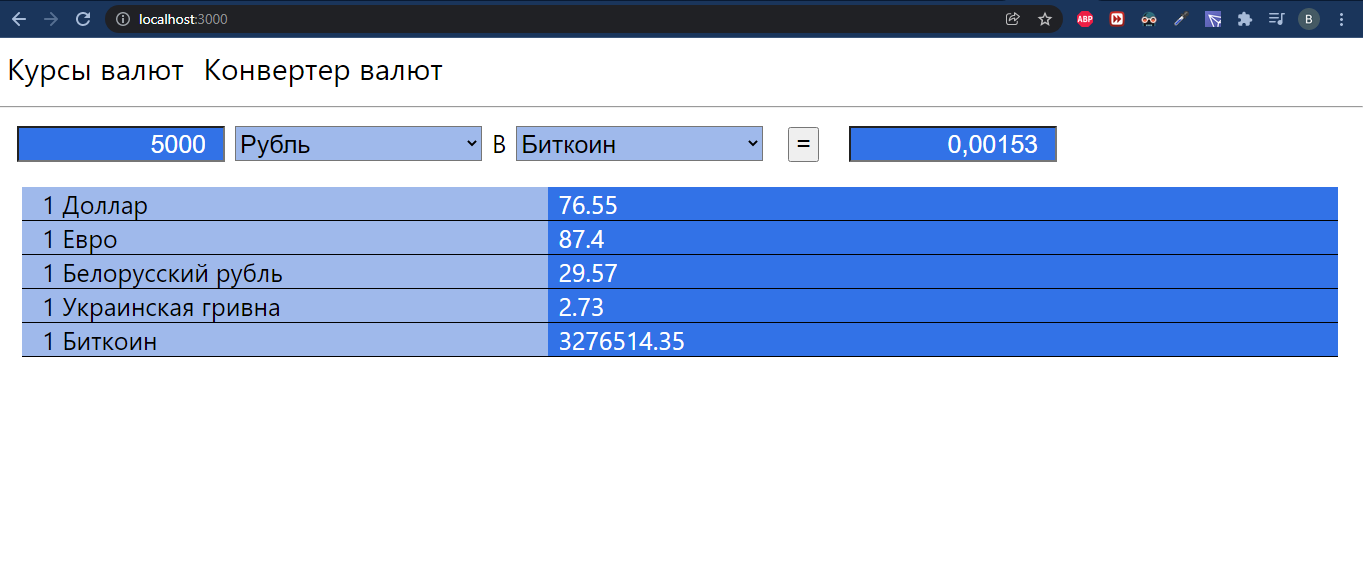 localhost:3000
ABP
B
Курсы валют Конвертер валют
5000 Рубль В Биткоин = 0,00153
1 Доллар 76.55
1 Евро 87.4
1 Белорусский рубль 29.57
1 Украинская гривна 2.73
1 Биткоин 3276514.35